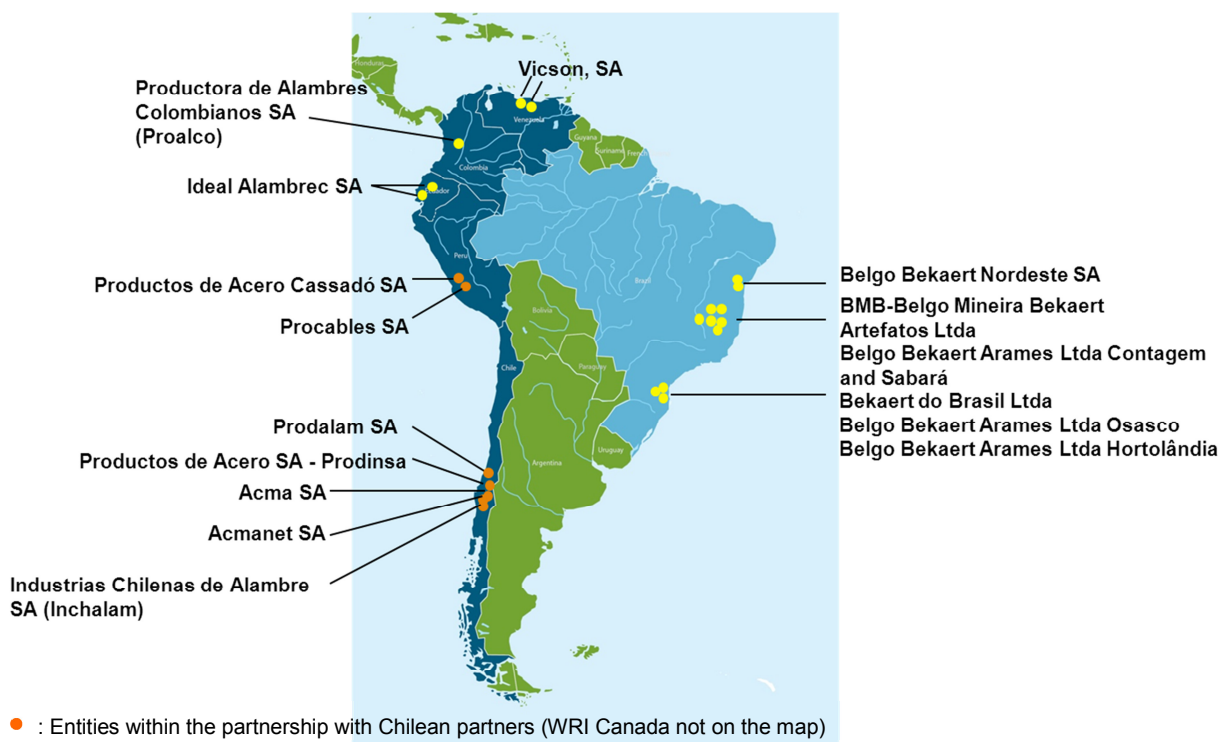 Honduras
Vicson, SA
Productora de Alambres
Colombianos SA
(Proalco)
Venezuela
Guyana
Suriname
French
Colombia
Ideal Alambrec SA
Peru
Brazil
Productos de Acero Cassadó SA
Procables SA
Belgo Bekaert Nordeste SA
BMB-Belgo Mineira Bekaert
Artefatos Ltda
Belgo Bekaert Arames Ltda Contagem
and Sabará
Bekaert do Brasil Ltda
Belgo Bekaert Arames Ltda Osasco
Belgo Bekaert Arames Ltda Hortolândia
Bolivia
Chile
Paraguay
Prodalam SA
Productos de Acero SA - Prodinsa
Acma SA
Acmanet SA
Uruguay
Argentina
Industrias Chilenas de Alambre
SA (Inchalam)
: Entities within the partnership with Chilean partners (WRI Canada not on the map)